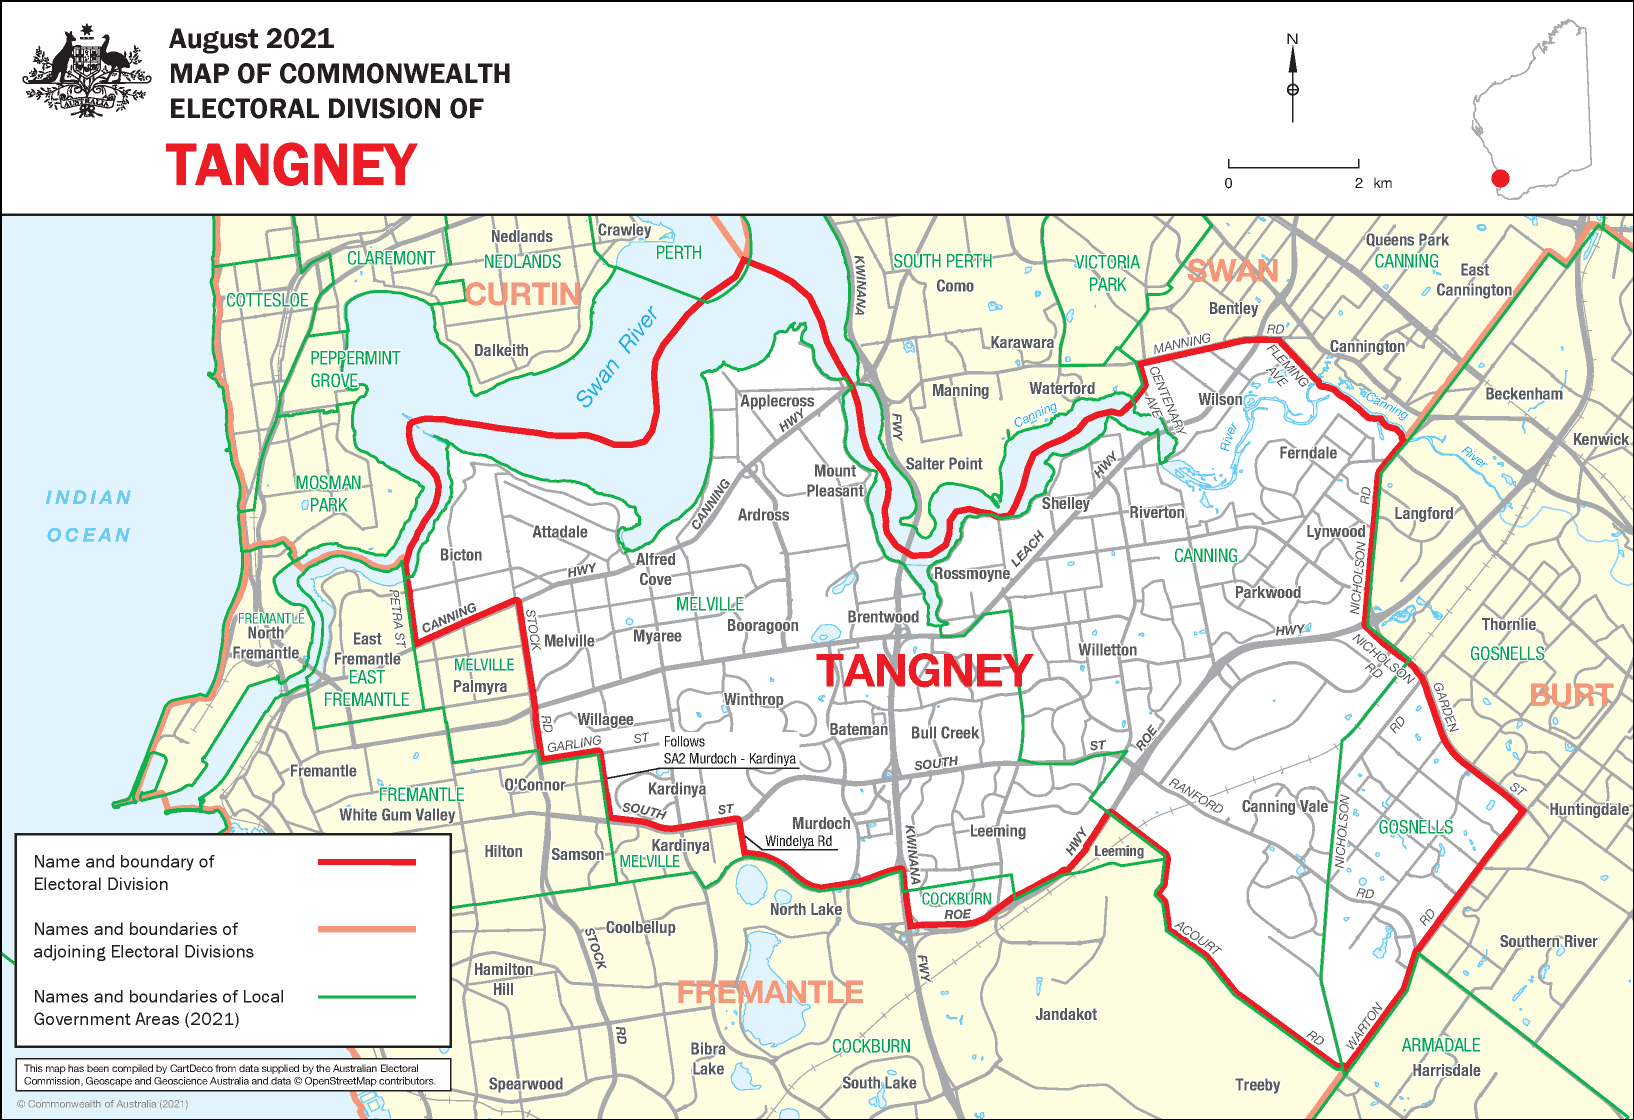 August 2021
MAP OF COMMONWEALTH
ELECTORAL DIVISION OF
TANGNEY
AUSTRALIA
N
0 2 km
Crawley
Nedlands
NEDLANDS
CLAREMONT
PERTH
CURTIN
COTTESLOE
Swan River
Dalkeith
PEPPERMINT
GROVE
MOSMAN
PARK
INDIAN
OCEAN
KWINANA
FWY
SOUTH PERTH
Como
VICTORIA
PARK
SWAN
Queens Park
CANNING
East
Cannington
Bentley
Karawara
MANNING RD
FLEMING
AVE
Cannington
Manning
Waterford
CENTENARY
AVE
Wilson
Canning
River
Canning
River
Beckenham
Kenwick
Applecross
CANNING HWY
Salter Point
Canning
Ferndale
Mount
Pleasant
HWY
Shelley
Riverton
Langford
Ardross
Lynwood
NICHOLSON RD
Attadale
Bicton
Alfred
Cove
HWY
LEACH
CANNING
Rossmoyne
Parkwood
PETRA ST
CANNING
STOCK
RD
MELVILLE
Booragoon
Brentwood
HWY
Thornlie
GOSNELLS
FREMANTLE
North
Fremantle
East
Fremantle
EAST
FREMANTLE
MELVILLE
Palmyra
Melville
Myaree
TANGNEY
Willetton
NICHOLSON
RD
GARDEN
ST
BURT
Winthrop
Willagee
Bateman
Bull Creek
GARLING ST
Follows
SA2 Murdoch - Kardinya
SOUTH ST
ROE
HWY
RD
Fremantle
O'Connor
FREMANTLE
White Gum Valley
Kardinya
SOUTH ST
RANFORD
RD
Canning Vale
NICHOLSON
GOSNELLS
Huntingdale
Murdoch
Windelya Rd
Leeming
Leeming
Hilton
Samson
Kardinya
MELVILLE
KWINANA
FWY
COCKBURN
ROE
North Lake
Coolbellup
STOCK
RD
ACOURT
RD
WARTON
RD
Southern River
Hamilton
Hill
FREMANTLE
Jandakot
Bibra
Lake
COCKBURN
South Lake
Spearwood
Treeby
ARMADALE
Harrisdale
Name and boundary of
Electoral Division
Names and boundaries of
adjoining Electoral Divisions
Names and boundaries of Local
Government Areas (2021)
This map has been compiled by CartDeco from data supplied by the Australian Electoral
Commission, Geoscape and Geoscience Australia and data © OpenStreetMap contributors.
© Commonwealth of Australia (2021)